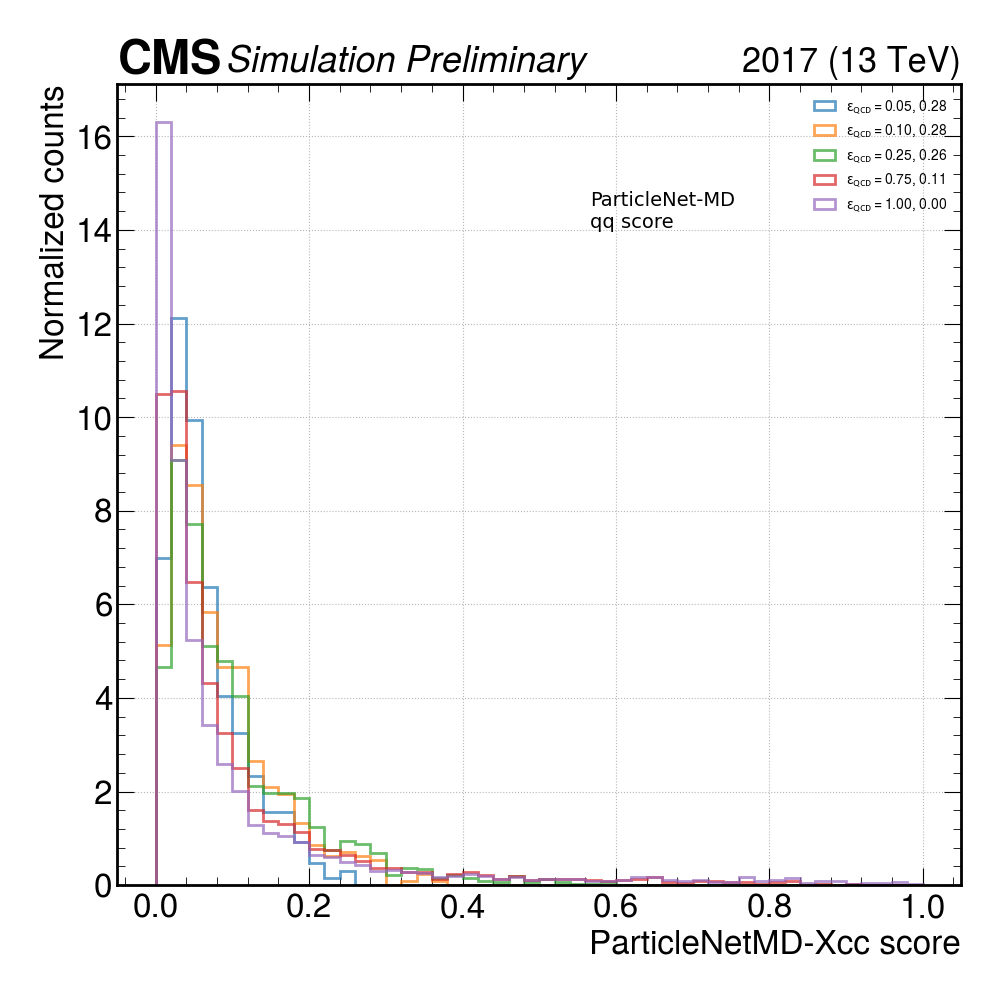 CMS Simulation Preliminary 2017 (13 TeV)
Normalized counts
ε_QCD = 0.05, 0.28
ε_QCD = 0.10, 0.28
ε_QCD = 0.25, 0.26
ε_QCD = 0.75, 0.11
ε_QCD = 1.00, 0.00
ParticleNet-MD
qq score
16
14
12
10
8
6
4
2
0
0.0 0.2 0.4 0.6 0.8 1.0
ParticleNetMD-Xcc score